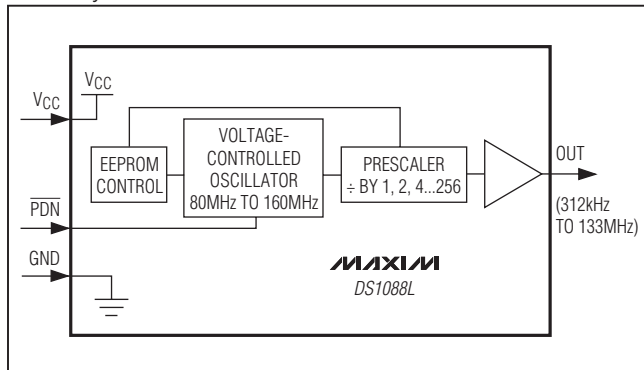 VCC
VCC
EEPROM
CONTROL
VOLTAGE-
CONTROLLED
OSCILLATOR
80MHz TO 160MHz
PRESCALER
÷ BY 1, 2, 4...256
OUT
(312kHz
TO 133MHz)
PDN
GND
MAXIM
DS1088L